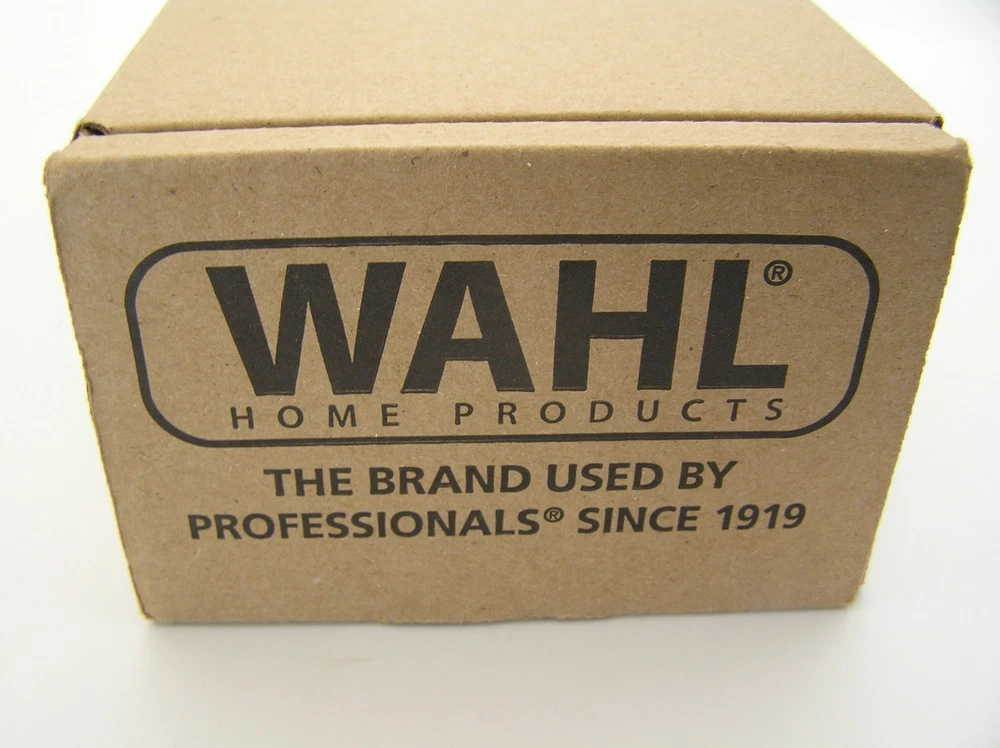 WAHL®
HOME PRODUCTS
THE BRAND USED BY
PROFESSIONALS® SINCE 1919